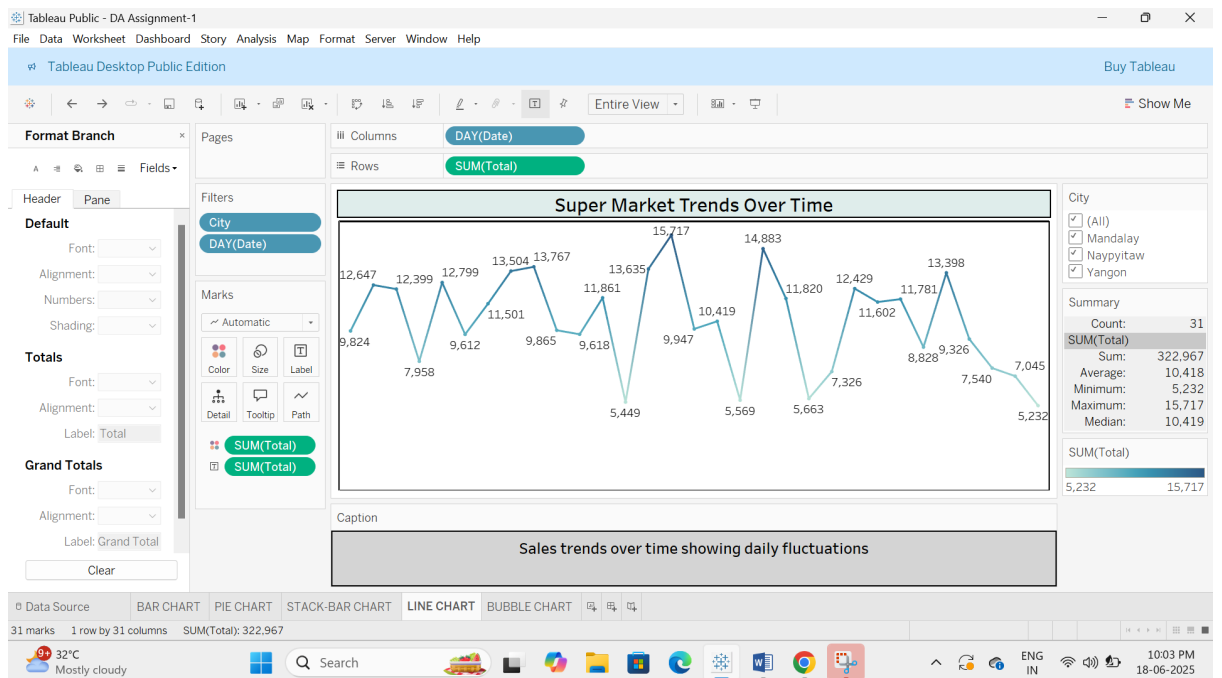 Tableau Public - DA Assignment-1
File Data Worksheet Dashboard Story Analysis Map Format Server Window Help
Tableau Desktop Public Edition
Buy Tableau
Entire View
Show Me
Format Branch
Fields
Header Pane
Default
Font:
Alignment:
Numbers:
Shading:
Totals
Font:
Alignment:
Label: Total
Grand Totals
Font:
Alignment:
Label: Grand Total
Clear
Pages
Filters
City
DAY(Date)
Marks
Automatic
Color Size Label
Detail Tooltip Path
SUM(Total)
SUM(Total)
Columns DAY(Date)
Rows SUM(Total)
Super Market Trends Over Time
9,824
12,647
12,399
7,958
12,799
9,612
11,501
13,504
13,767
9,865
9,618
11,861
5,449
13,635
15,717
9,947
10,419
5,569
14,883
11,820
5,663
7,326
12,429
11,602
11,781
8,828
13,398
9,326
7,540
7,045
5,232
Caption
Sales trends over time showing daily fluctuations
City
(All)
Mandalay
Naypyitaw
Yangon
Summary
Count: 31
SUM(Total)
Sum: 322,967
Average: 10,418
Minimum: 5,232
Maximum: 15,717
Median: 10,419
SUM(Total)
5,232 15,717
Data Source BAR CHART PIE CHART STACK-BAR CHART LINE CHART BUBBLE CHART
31 marks 1 row by 31 columns SUM(Total): 322,967
9+
32°C
Mostly cloudy
Search
ENG
IN
10:03 PM
18-06-2025